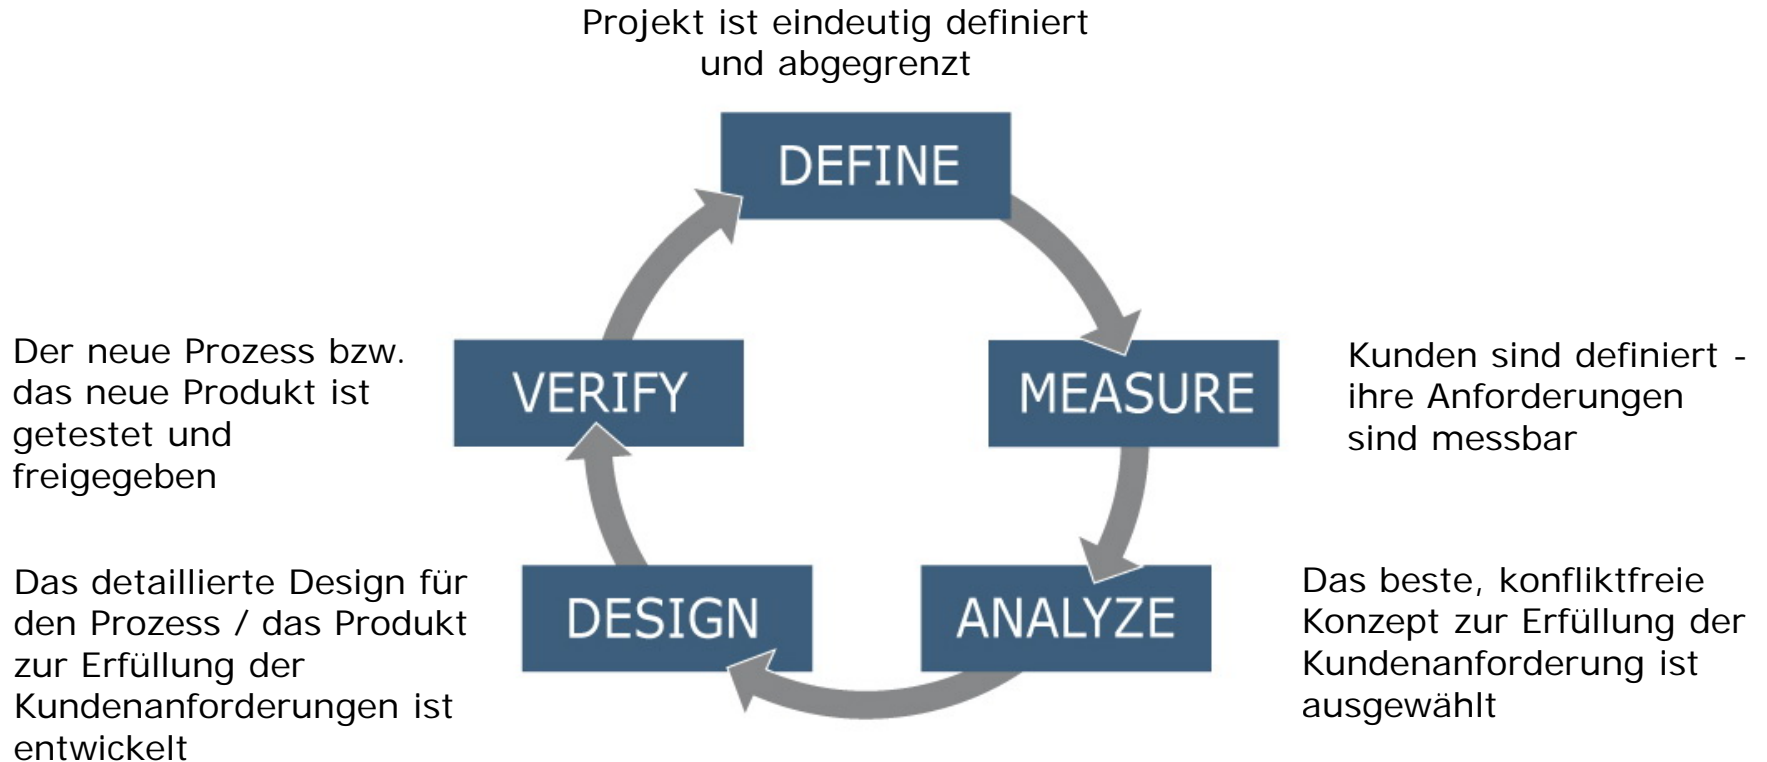 Projekt ist eindeutig definiert
und abgegrenzt
DEFINE
MEASURE
Kunden sind definiert -
ihre Anforderungen
sind messbar
ANALYZE
Das beste, konfliktfreie
Konzept zur Erfüllung der
Kundenanforderung ist
ausgewählt
DESIGN
Das detaillierte Design für
den Prozess / das Produkt
zur Erfüllung der
Kundenanforderungen ist
entwickelt
VERIFY
Der neue Prozess bzw.
das neue Produkt ist
getestet und
freigegeben